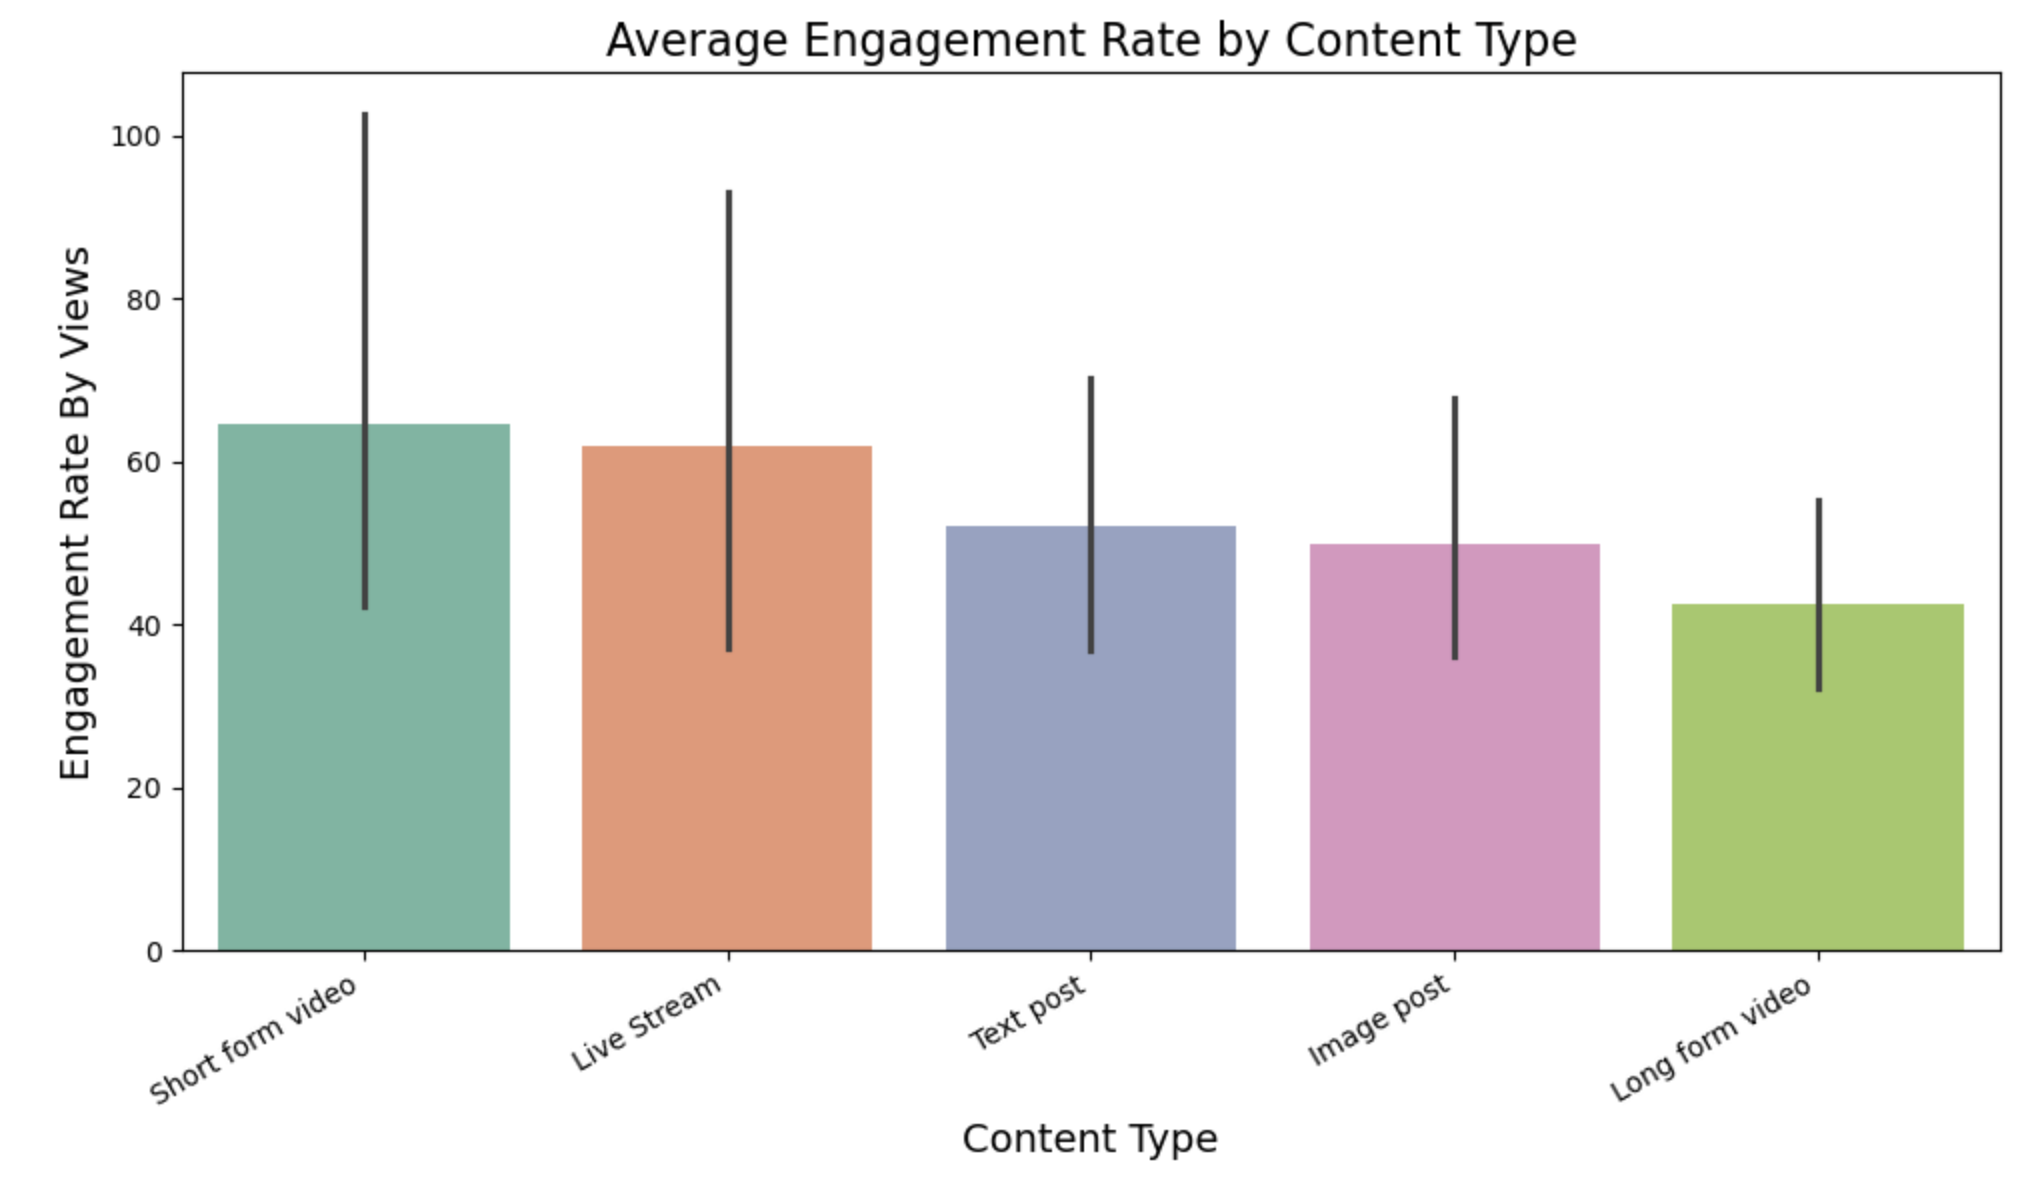 Average Engagement Rate by Content Type
Engagement Rate By Views
100
80
60
40
20
0
Short form video
Live Stream
Text post
Image post
Long form video
Content Type